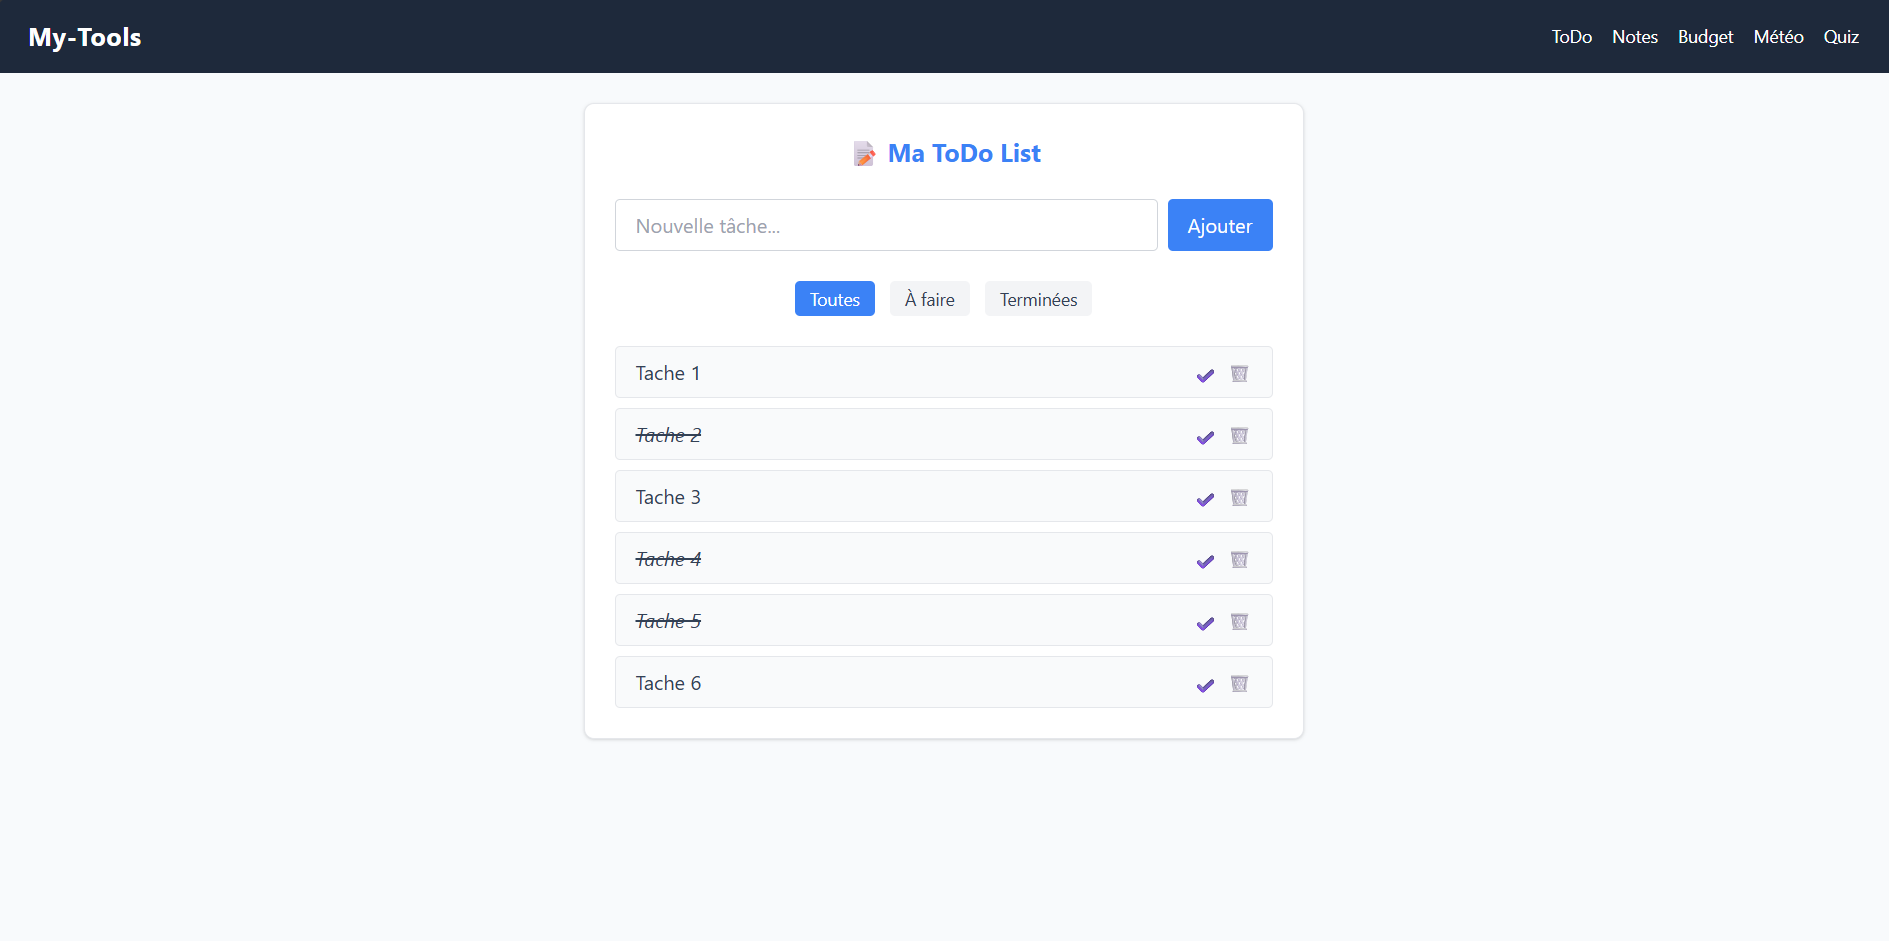 My-Tools
ToDo Notes Budget Météo Quiz
Ma ToDo List
Nouvelle tâche...
Ajouter
Toutes À faire Terminées
Tache 1
Tache 2
Tache 3
Tache 4
Tache 5
Tache 6